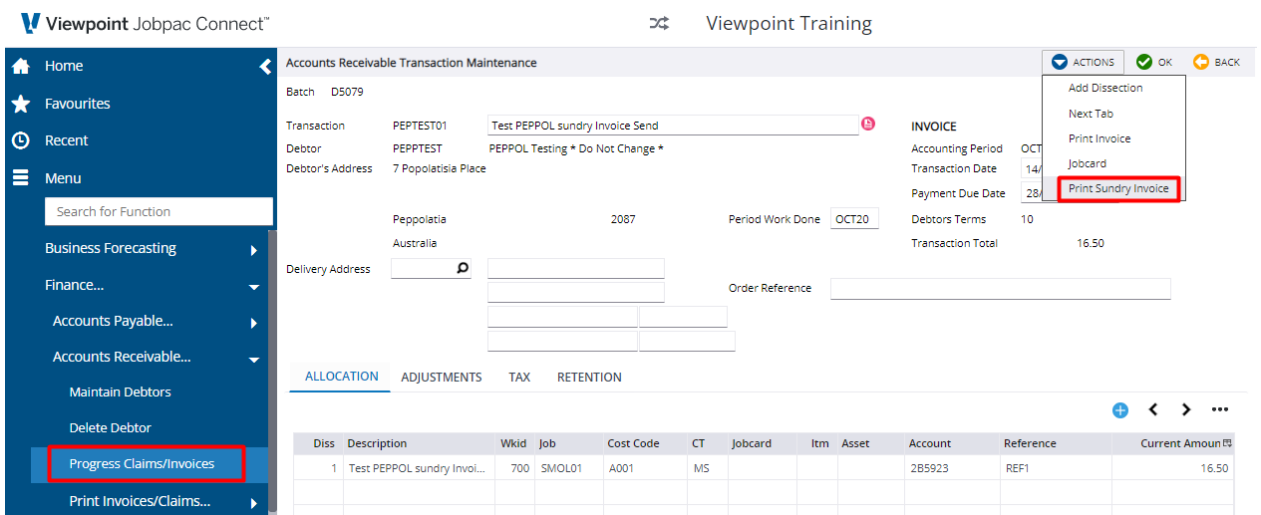 Viewpoint Jobpac Connect™
Viewpoint Training
Home
Favourites
Recent
Menu
Search for Function
Business Forecasting
Finance...
Accounts Payable...
Accounts Receivable...
Maintain Debtors
Delete Debtor
Progress Claims/Invoices
Print Invoices/Claims...
Accounts Receivable Transaction Maintenance
ACTIONS OK BACK
Add Dissection
Next Tab
Print Invoice
Jobcard
Print Sundry Invoice
Batch D5079
Transaction PEPTEST01 Test PEPPOL sundry Invoice Send
INVOICE
Debtor PEPPTEST PEPPOL Testing * Do Not Change *
Accounting Period OCT
Debtor's Address 7 Popolatisia Place
Transaction Date 14/
Payment Due Date 28/
Peppolatia 2087 Period Work Done OCT20 Debtors Terms 10
Australia Transaction Total 16.50
Delivery Address
Order Reference
ALLOCATION ADJUSTMENTS TAX RETENTION
Diss Description Wkid Job Cost Code CT Jobcard Itm Asset Account Reference Current Amoun
1 Test PEPPOL sundry Invoi... 700 SMOL01 A001 MS 2B5923 REF1 16.50